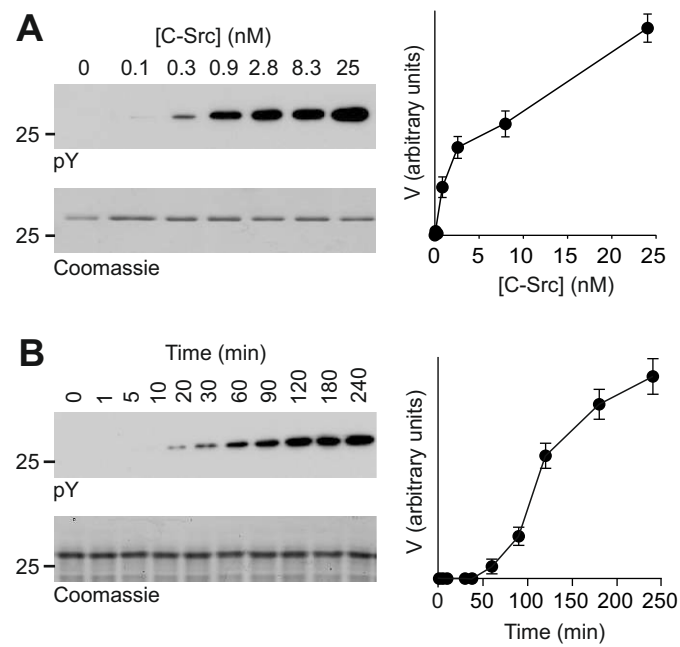 A
[C-Src] (nM)
0 0.1 0.3 0.9 2.8 8.3 25
25
pY
25
Coomassie
V (arbitrary units)
0 5 10 15 20 25
[C-Src] (nM)
B
Time (min)
0 1 5 10 20 30 60 90 120 180 240
25
pY
25
Coomassie
V (arbitrary units)
0 50 100 150 200 250
Time (min)